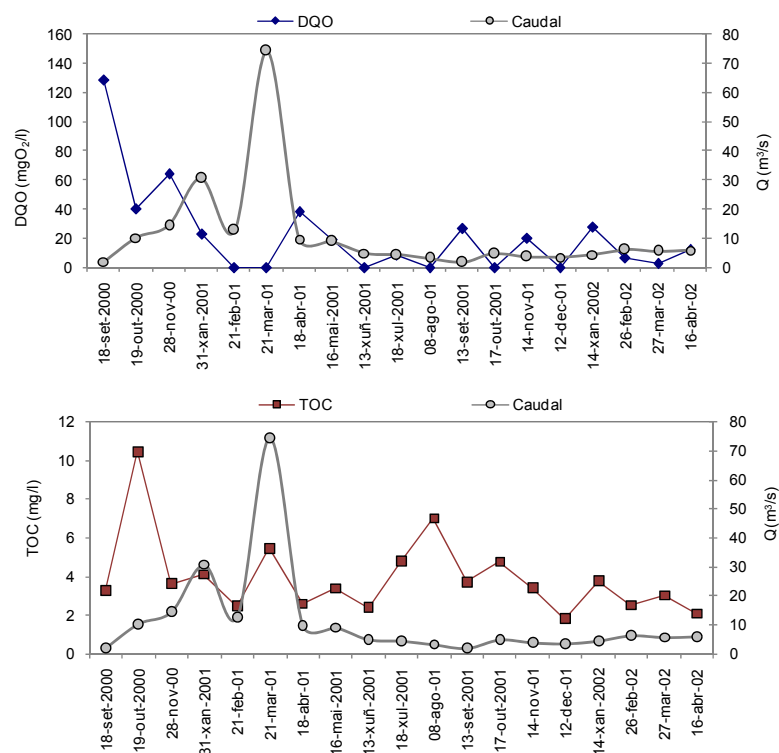 DQO Caudal
DQO (mgO₂/l)
160
140
120
100
80
60
40
20
0
80
70
60
50
40
30
20
10
0
Q (m³/s)
18-set-2000
19-out-2000
28-nov-00
31-xan-2001
21-feb-01
21-mar-01
18-abr-01
16-mai-2001
13-xuñ-2001
18-xul-2001
08-ago-01
13-set-2001
17-out-2001
14-nov-01
12-dec-01
14-xan-2002
26-feb-02
27-mar-02
16-abr-02
TOC Caudal
TOC (mg/l)
12
10
8
6
4
2
0
80
70
60
50
40
30
20
10
0
Q (m³/s)
18-set-2000
19-out-2000
28-nov-00
31-xan-2001
21-feb-01
21-mar-01
18-abr-01
16-mai-2001
13-xuñ-2001
18-xul-2001
08-ago-01
13-set-2001
17-out-2001
14-nov-01
12-dec-01
14-xan-2002
26-feb-02
27-mar-02
16-abr-02